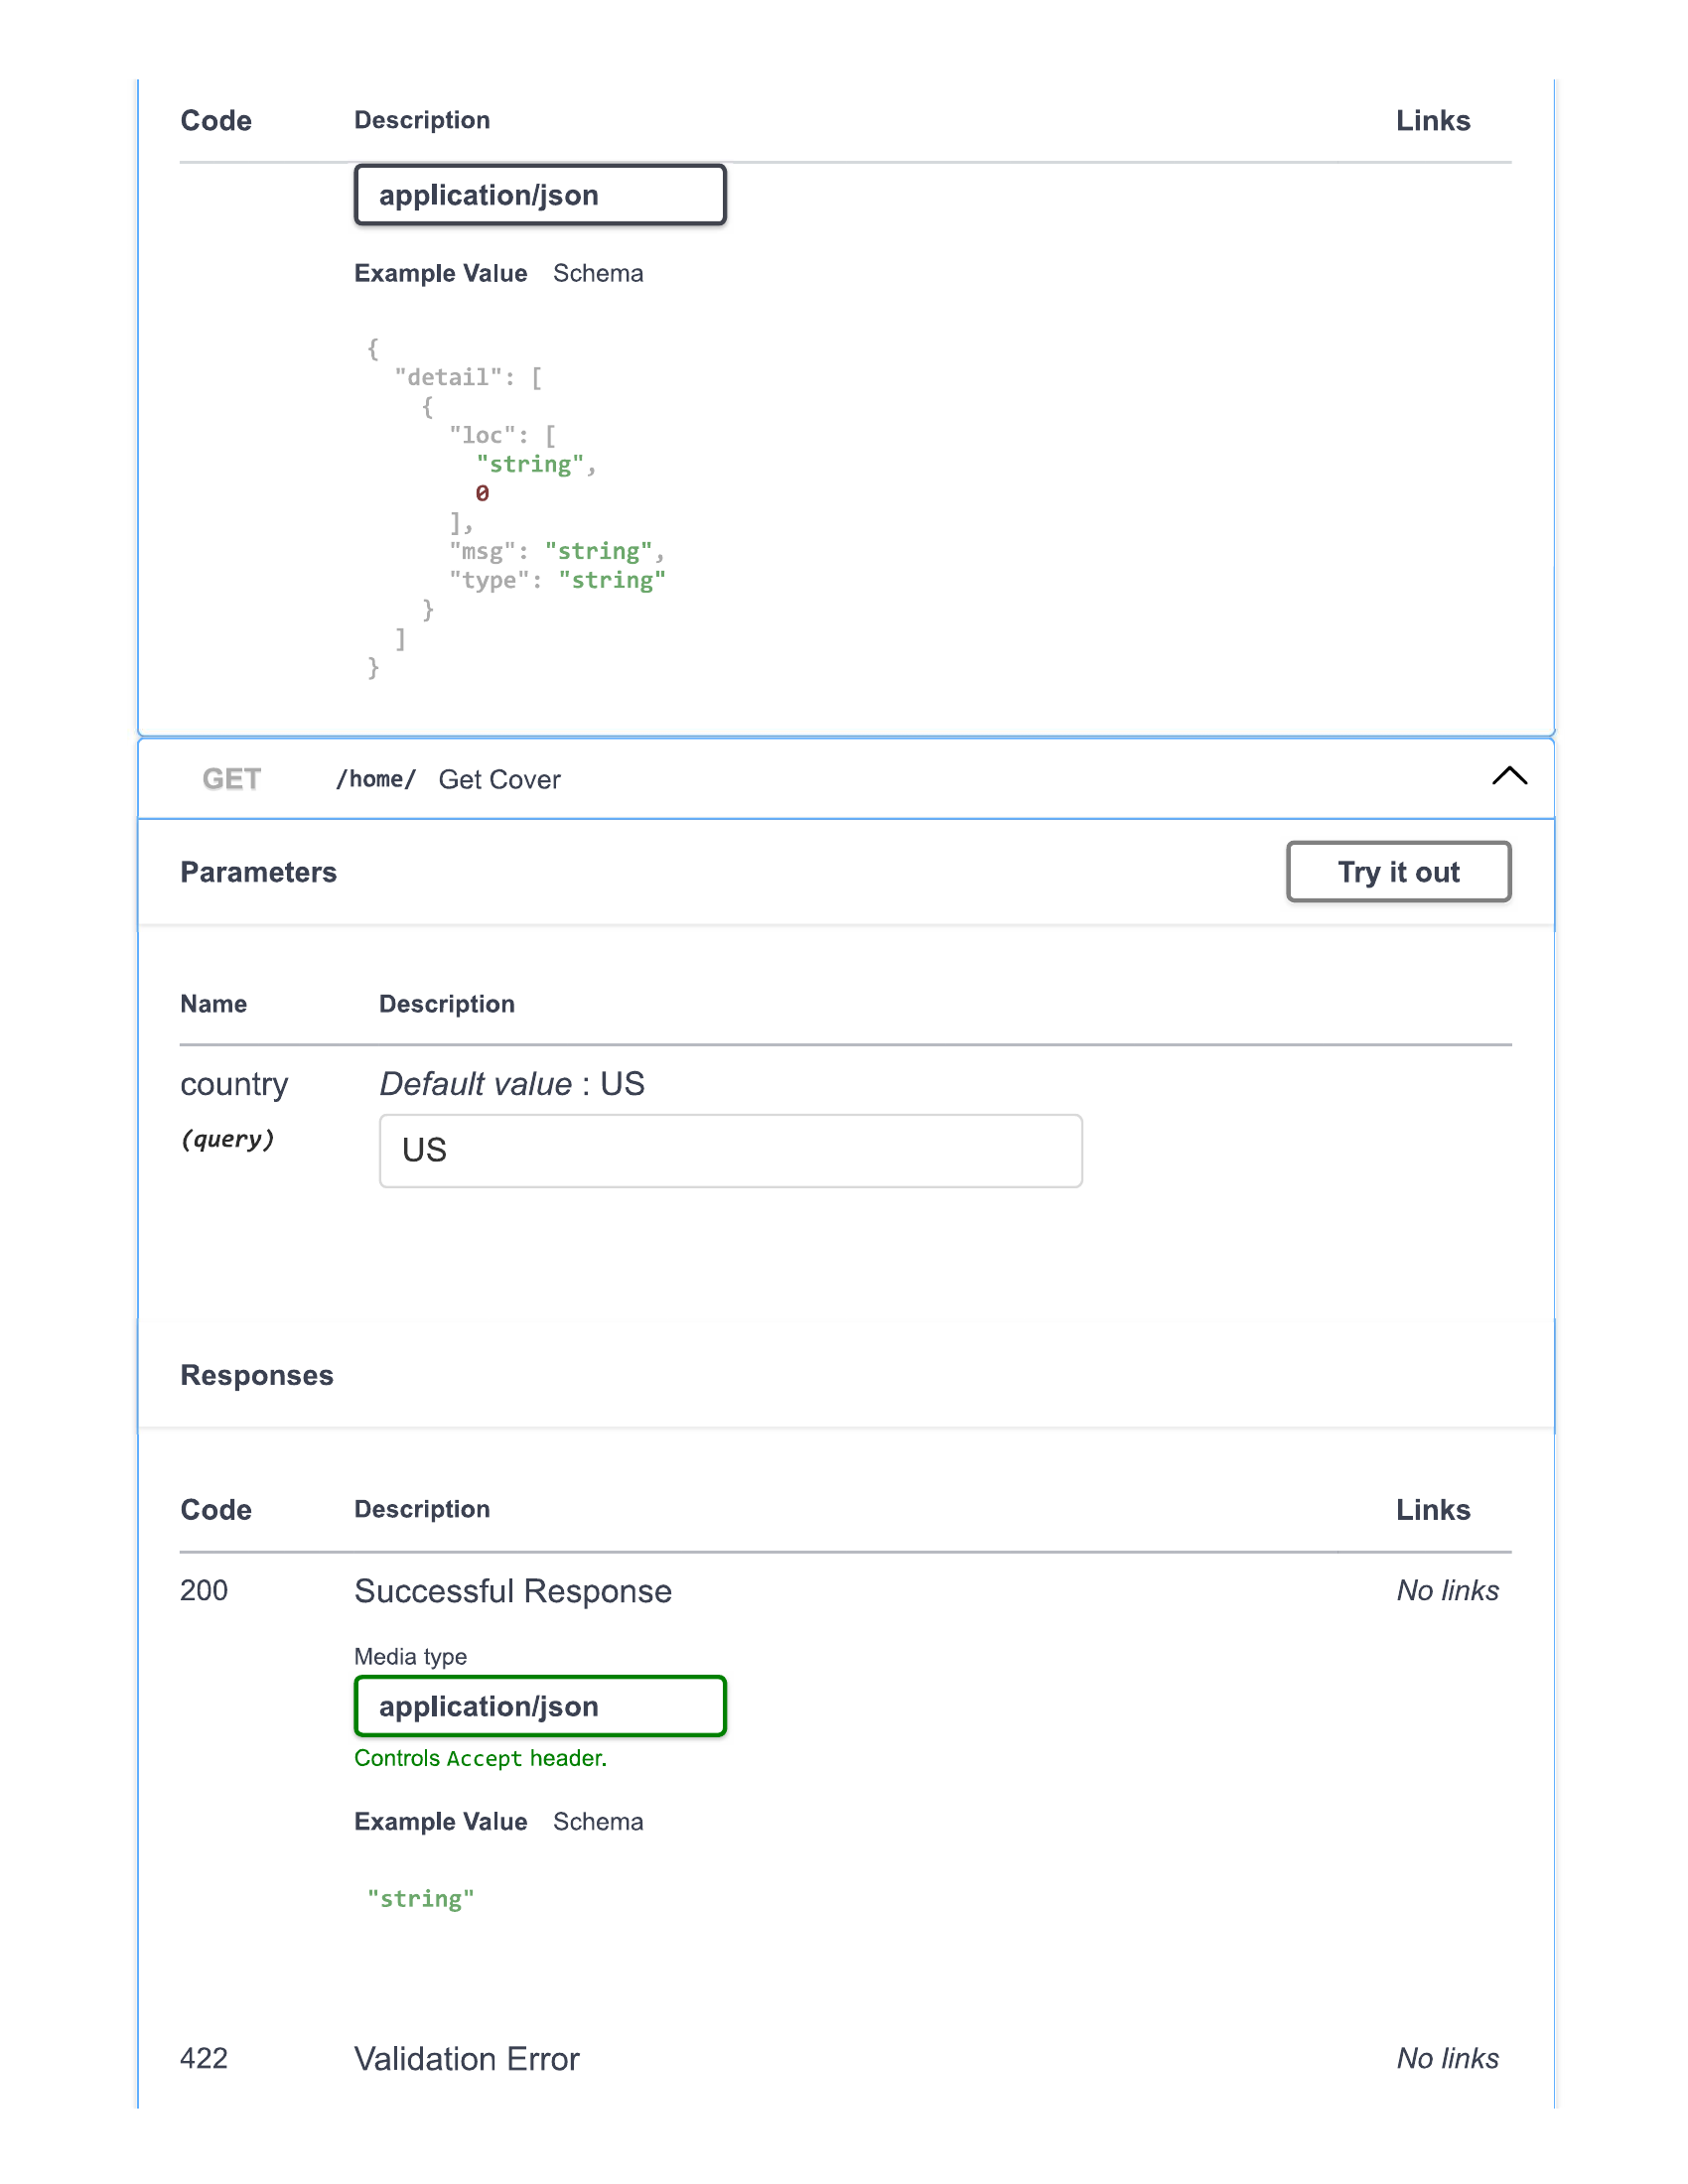 Code Description Links
application/json
Example Value Schema
{
  "detail": [
    {
      "loc": [
        "string",
        0
      ],
      "msg": "string",
      "type": "string"
    }
  ]
}
GET /home/ Get Cover
Parameters Try it out
Name Description
country Default value : US
(query) US
Responses
Code Description Links
200 Successful Response No links
Media type
application/json
Controls Accept header.
Example Value Schema
"string"
422 Validation Error No links